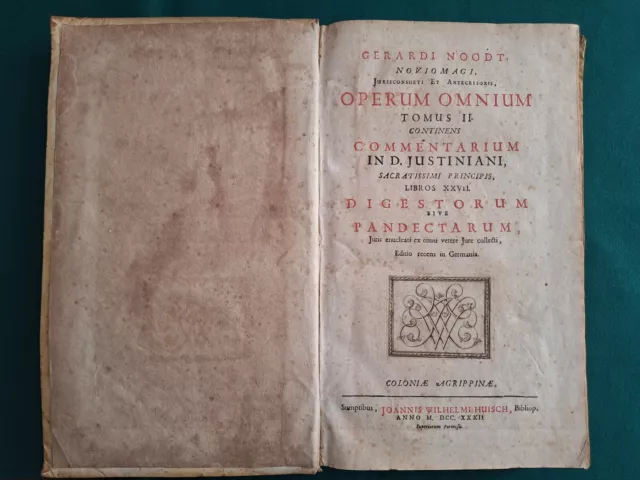 GERARDI NOODT,
NOVIOMAGI,
JURISCONSULTI ET ANTECESSORIS,
OPERUM OMNIUM
TOMUS II.
CONTINENS
COMMENTARIUM
IN D. JUSTINIANI,
SACRATISSIMI PRINCIPIS,
LIBROS XXVII.
DIGESTORUM
SIVE
PANDECTARUM
Juris enucleati ex omni vetere Jure collecti,
Editio recens in Germania.
COLONIÆ AGRIPPINÆ,
Sumptibus, JOANNIS WILHELMI HUISCH, Bibliop.
ANNO M. DCC. XXXII
Superiorum Permissu.